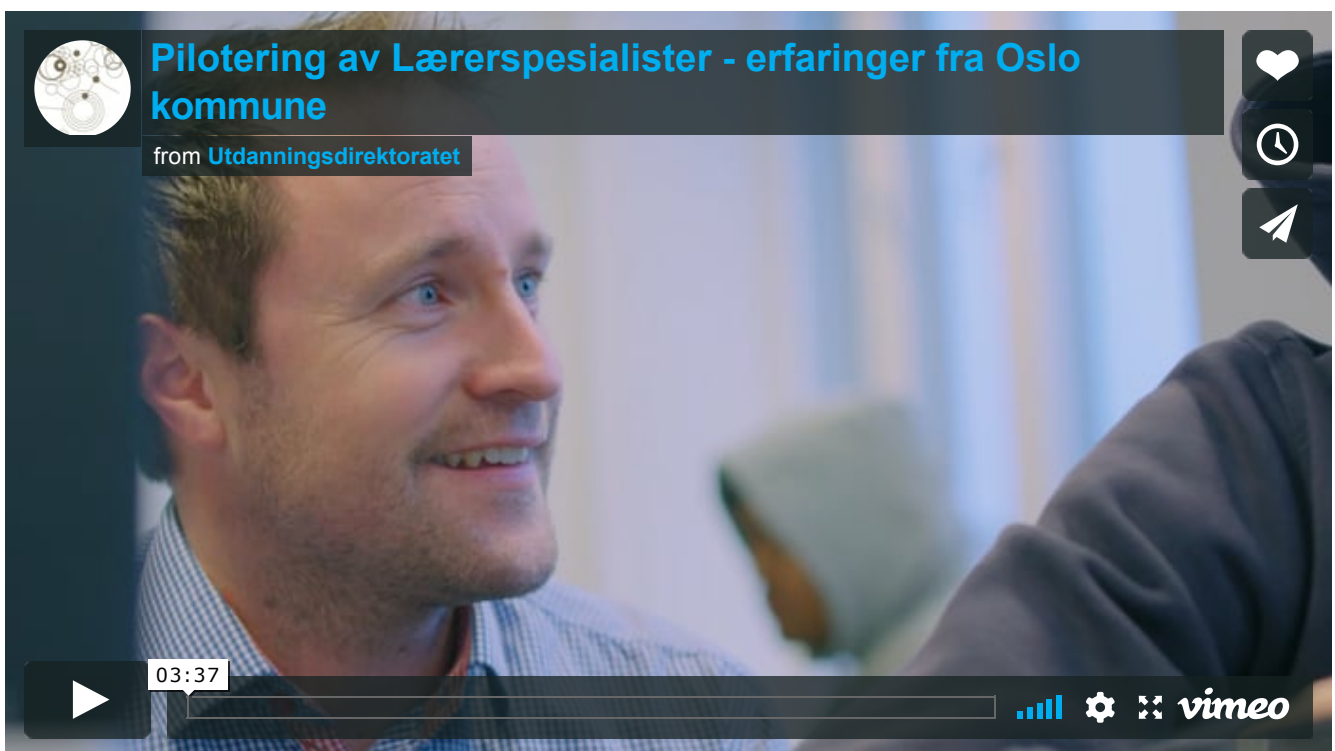 Pilotering av Lærerspesialister - erfaringer fra Oslo
kommune
from Utdanningsdirektoratet
03:37
vimeo